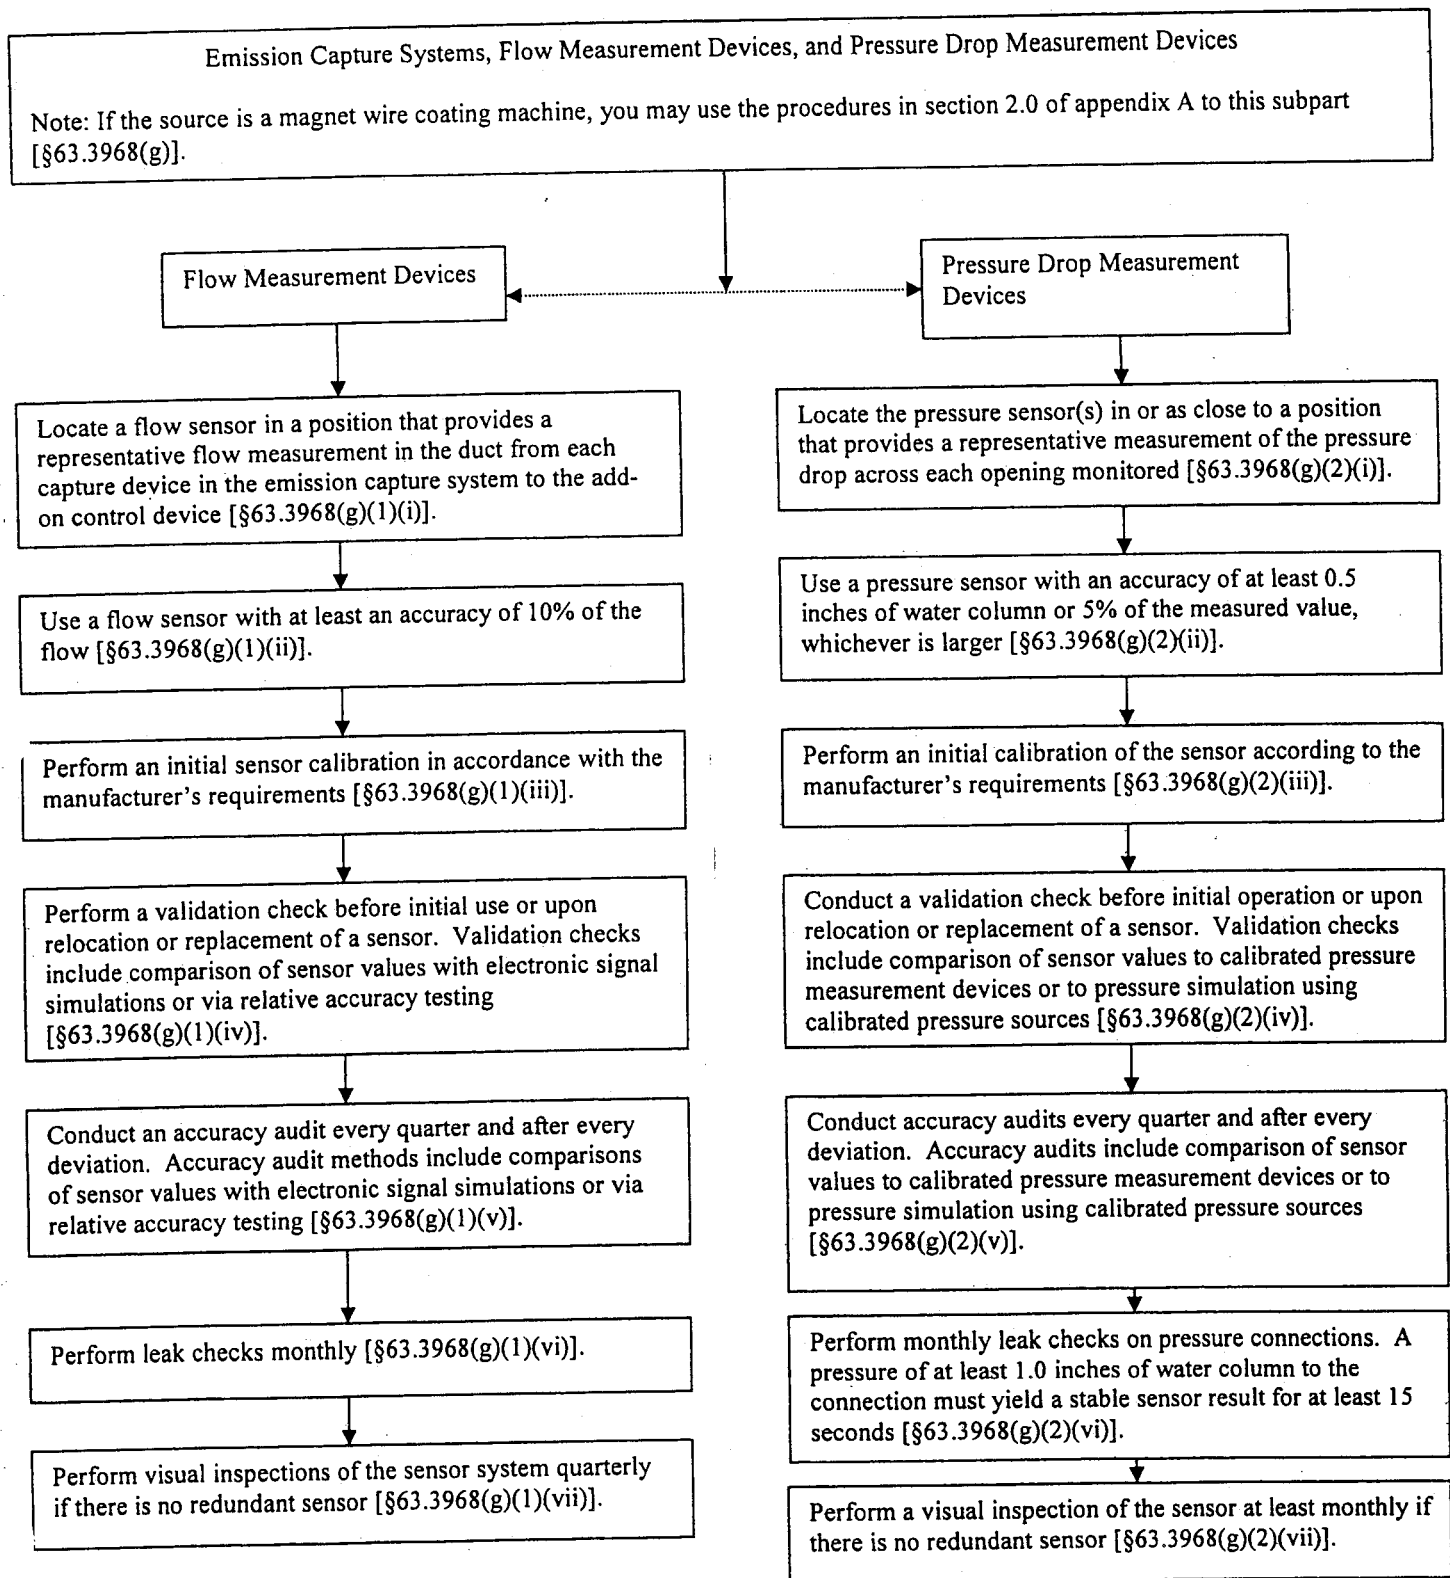 Emission Capture Systems, Flow Measurement Devices, and Pressure Drop Measurement Devices
Note: If the source is a magnet wire coating machine, you may use the procedures in section 2.0 of appendix A to this subpart
[§63.3968(g)].
Flow Measurement Devices
Pressure Drop Measurement
Devices
Locate a flow sensor in a position that provides a
representative flow measurement in the duct from each
capture device in the emission capture system to the add-
on control device [§63.3968(g)(1)(i)].
Use a flow sensor with at least an accuracy of 10% of the
flow [§63.3968(g)(1)(ii)].
Perform an initial sensor calibration in accordance with the
manufacturer's requirements [§63.3968(g)(1)(iii)].
Perform a validation check before initial use or upon
relocation or replacement of a sensor. Validation checks
include comparison of sensor values with electronic signal
simulations or via relative accuracy testing
[§63.3968(g)(1)(iv)].
Conduct an accuracy audit every quarter and after every
deviation. Accuracy audit methods include comparisons
of sensor values with electronic signal simulations or via
relative accuracy testing [§63.3968(g)(1)(v)].
Perform leak checks monthly [§63.3968(g)(1)(vi)].
Perform visual inspections of the sensor system quarterly
if there is no redundant sensor [§63.3968(g)(1)(vii)].
Locate the pressure sensor(s) in or as close to a position
that provides a representative measurement of the pressure
drop across each opening monitored [§63.3968(g)(2)(i)].
Use a pressure sensor with an accuracy of at least 0.5
inches of water column or 5% of the measured value,
whichever is larger [§63.3968(g)(2)(ii)].
Perform an initial calibration of the sensor according to the
manufacturer's requirements [§63.3968(g)(2)(iii)].
Conduct a validation check before initial operation or upon
relocation or replacement of a sensor. Validation checks
include comparison of sensor values to calibrated pressure
measurement devices or to pressure simulation using
calibrated pressure sources [§63.3968(g)(2)(iv)].
Conduct accuracy audits every quarter and after every
deviation. Accuracy audits include comparison of sensor
values to calibrated pressure measurement devices or to
pressure simulation using calibrated pressure sources
[§63.3968(g)(2)(v)].
Perform monthly leak checks on pressure connections. A
pressure of at least 1.0 inches of water column to the
connection must yield a stable sensor result for at least 15
seconds [§63.3968(g)(2)(vi)].
Perform a visual inspection of the sensor at least monthly if
there is no redundant sensor [§63.3968(g)(2)(vii)].